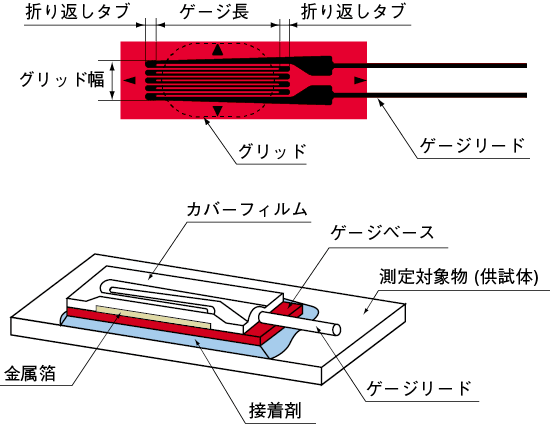 折り返しタブ
ゲージ長
折り返しタブ
グリッド幅
ゲージリード
グリッド
カバーフィルム
ゲージベース
測定対象物 (供試体)
金属箔
ゲージリード
接着剤